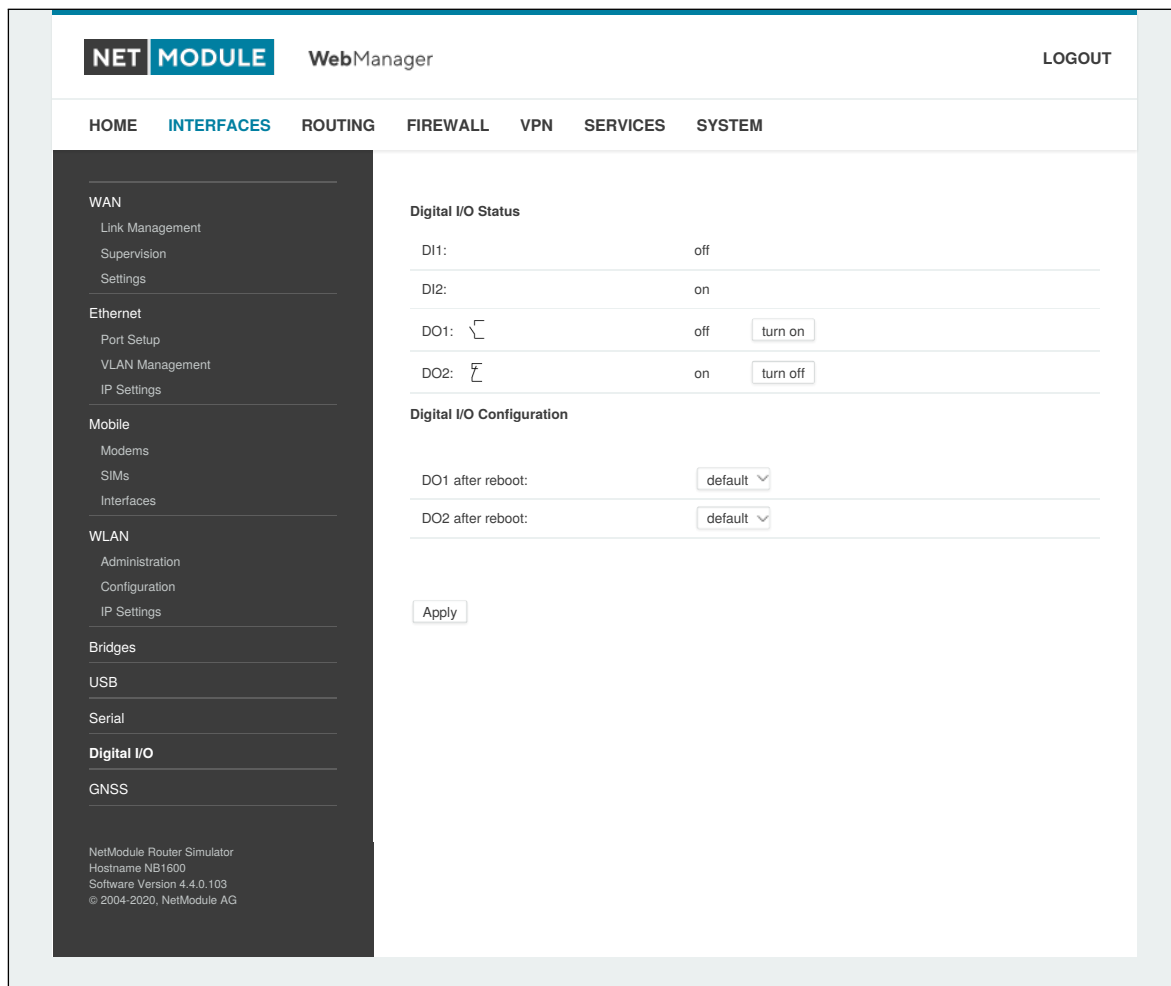 NET MODULE WebManager LOGOUT
HOME INTERFACES ROUTING FIREWALL VPN SERVICES SYSTEM
WAN
Link Management
Supervision
Settings
Ethernet
Port Setup
VLAN Management
IP Settings
Mobile
Modems
SIMs
Interfaces
WLAN
Administration
Configuration
IP Settings
Bridges
USB
Serial
Digital I/O
GNSS
NetModule Router Simulator
Hostname NB1600
Software Version 4.4.0.103
© 2004-2020, NetModule AG
Digital I/O Status
DI1: off
DI2: on
DO1: off turn on
DO2: on turn off
Digital I/O Configuration
DO1 after reboot: default
DO2 after reboot: default
Apply